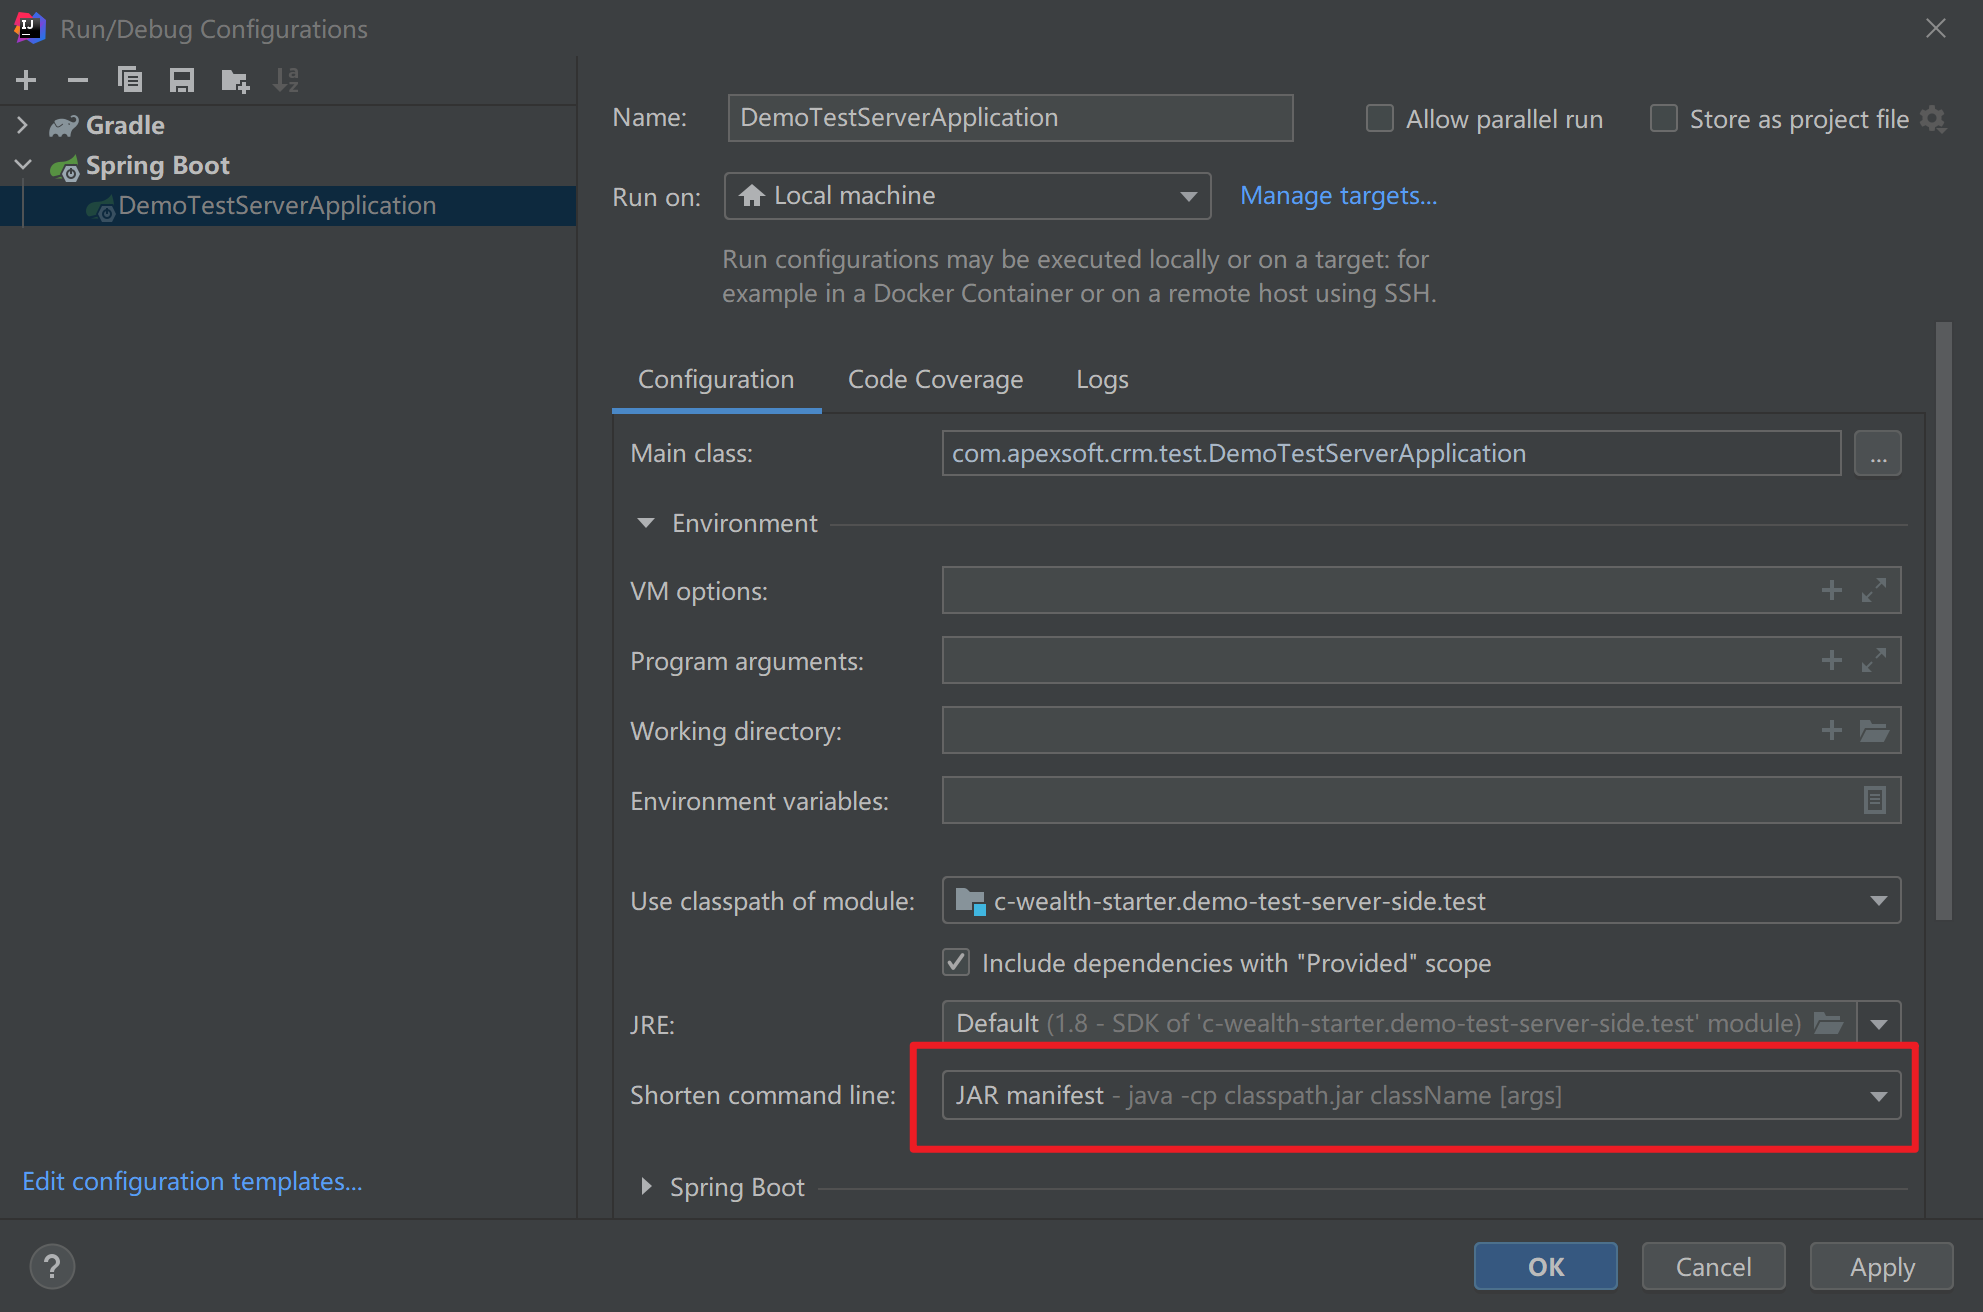 Run/Debug Configurations
Gradle
Spring Boot
DemoTestServerApplication
Edit configuration templates...
Name: DemoTestServerApplication Allow parallel run Store as project file
Run on: Local machine Manage targets...
Run configurations may be executed locally or on a target: for
example in a Docker Container or on a remote host using SSH.
Configuration Code Coverage Logs
Main class: com.apexsoft.crm.test.DemoTestServerApplication ...
Environment
VM options:
Program arguments:
Working directory:
Environment variables:
Use classpath of module: c-wealth-starter.demo-test-server-side.test
Include dependencies with "Provided" scope
JRE: Default (1.8 - SDK of 'c-wealth-starter.demo-test-server-side.test' module)
Shorten command line: JAR manifest - java -cp classpath.jar className [args]
Spring Boot
? OK Cancel Apply